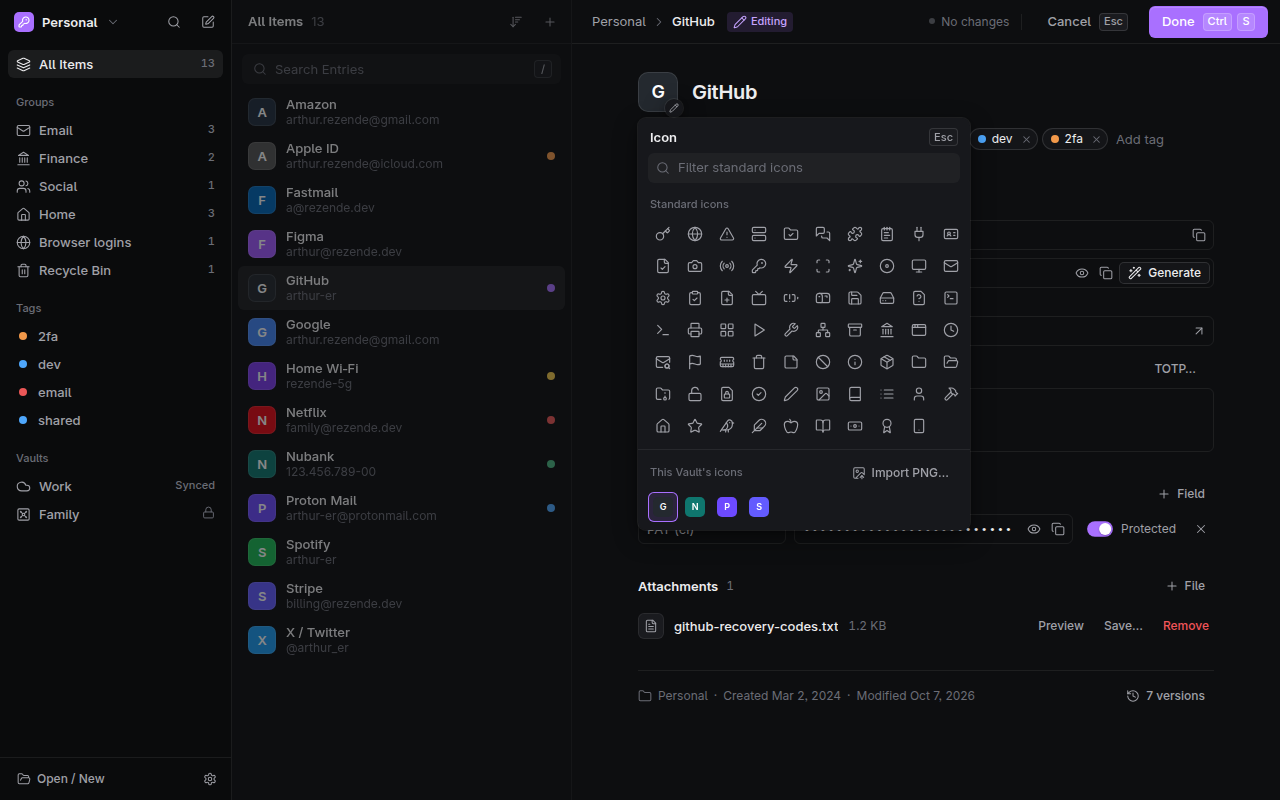 Personal
All Items 13
Groups
Email 3
Finance 2
Social 1
Home 3
Browser logins 1
Recycle Bin 1
Tags
2fa
dev
email
shared
Vaults
Work Synced
Family
Open / New
All Items 13
Search Entries /
A Amazon
arthur.rezende@gmail.com
A Apple ID
arthur.rezende@icloud.com
F Fastmail
a@rezende.dev
F Figma
arthur@rezende.dev
G GitHub
arthur-er
G Google
arthur.rezende@gmail.com
H Home Wi-Fi
rezende-5g
N Netflix
family@rezende.dev
N Nubank
123.456.789-00
P Proton Mail
arthur-er@protonmail.com
S Spotify
arthur-er
S Stripe
billing@rezende.dev
X X / Twitter
@arthur_er
Personal > GitHub Editing
No changes Cancel Esc Done Ctrl S
G GitHub
dev × 2fa × Add tag
Icon Esc
Filter standard icons
Standard icons
This Vault's icons Import PNG...
G N P S
Generate
TOTP...
+ Field
PAT (ci) •••••••••••••••••••••••• Protected
Attachments 1 + File
github-recovery-codes.txt 1.2 KB Preview Save... Remove
Personal · Created Mar 2, 2024 · Modified Oct 7, 2026 7 versions